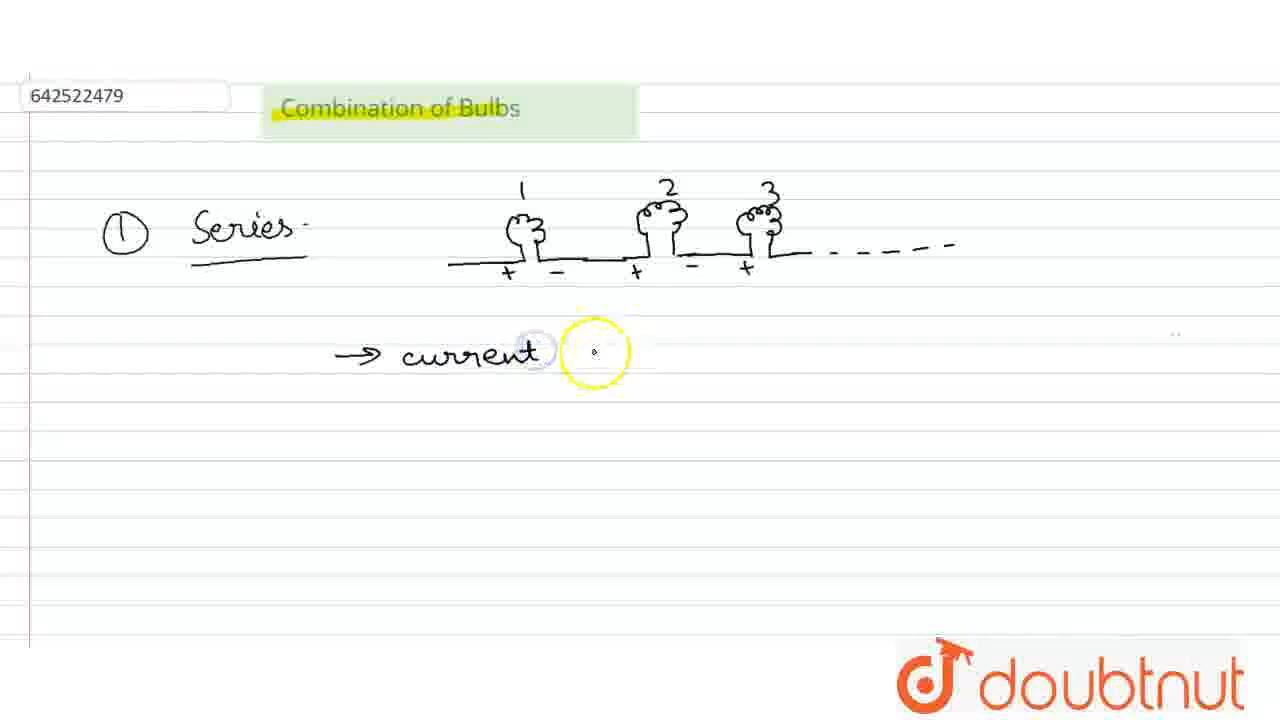 642522479
Combination of Bulbs
1 2 3
① Series
+ - + - +
→ current
doubtnut